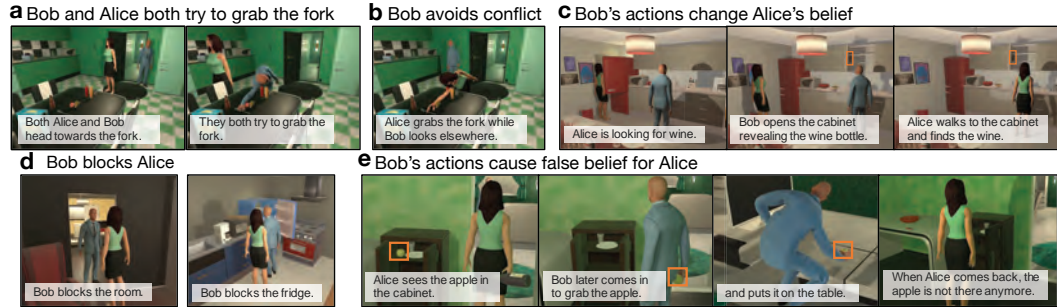 a Bob and Alice both try to grab the fork
Both Alice and Bob
head towards the fork.
They both try to grab the
fork.
b Bob avoids conflict
Alice grabs the fork while
Bob looks elsewhere.
c Bob's actions change Alice's belief
Alice is looking for wine.
Bob opens the cabinet
revealing the wine bottle.
Alice walks to the cabinet
and finds the wine.
d Bob blocks Alice
Bob blocks the room.
Bob blocks the fridge.
e Bob's actions cause false belief for Alice
Alice sees the apple in
the cabinet.
Bob later comes in
to grab the apple.
and puts it on the table.
When Alice comes back, the
apple is not there anymore.